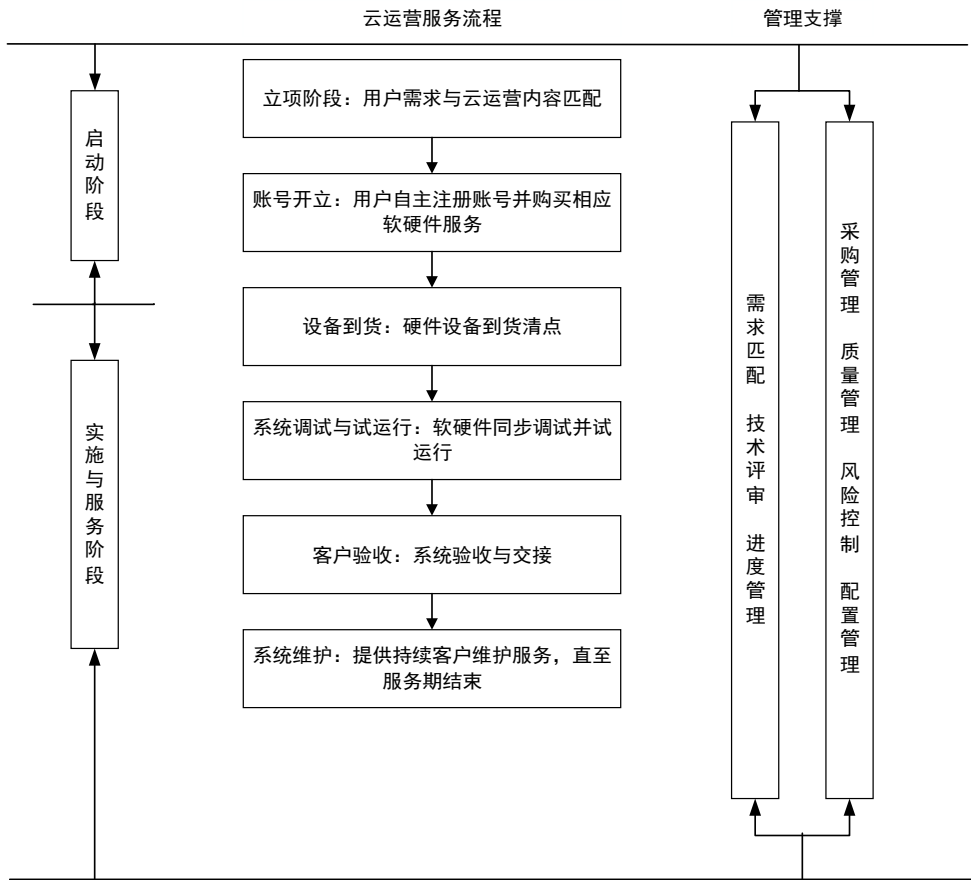 云运营服务流程
管理支撑
启动阶段
实施与服务阶段
立项阶段：用户需求与云运营内容匹配
账号开立：用户自主注册账号并购买相应
软硬件服务
设备到货：硬件设备到货清点
系统调试与试运行：软硬件同步调试并试
运行
客户验收：系统验收与交接
系统维护：提供持续客户维护服务，直至
服务期结束
需求匹配 技术评审 进度管理
采购管理 质量管理 风险控制 配置管理